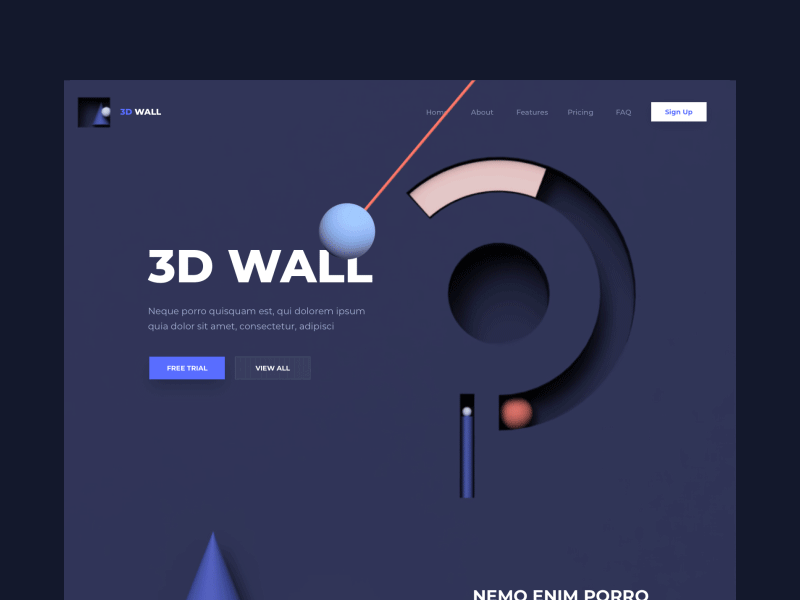 3D WALL
Home About Features Pricing FAQ Sign Up
3D WALL
Neque porro quisquam est, qui dolorem ipsum
quia dolor sit amet, consectetur, adipisci
FREE TRIAL VIEW ALL
NEMO ENIM PORRO